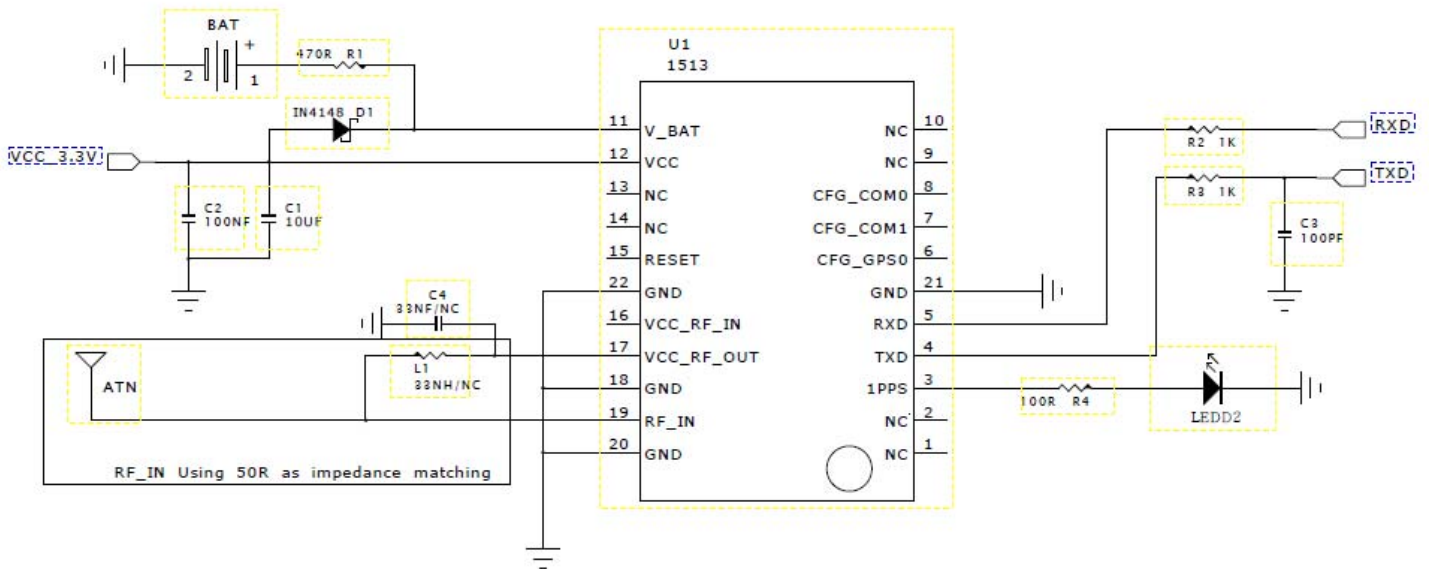 BAT
+
2
1
470R R1
IN4148 D1
VCC_3.3V
C2
100NF
C1
10UF
C4
33NF/NC
L1
33NH/NC
ATN
RF_IN Using 50R as impedance matching
U1
1513
11 V_BAT
12 VCC
13 NC
14 NC
15 RESET
22 GND
16 VCC_RF_IN
17 VCC_RF_OUT
18 GND
19 RF_IN
20 GND
NC 10
NC 9
CFG_COM0 8
CFG_COM1 7
CFG_GPS0 6
GND 21
RXD 5
TXD 4
1PPS 3
NC 2
NC 1
R2 1K
RXD
R3 1K
TXD
C3
100PF
100R R4
LEDD2